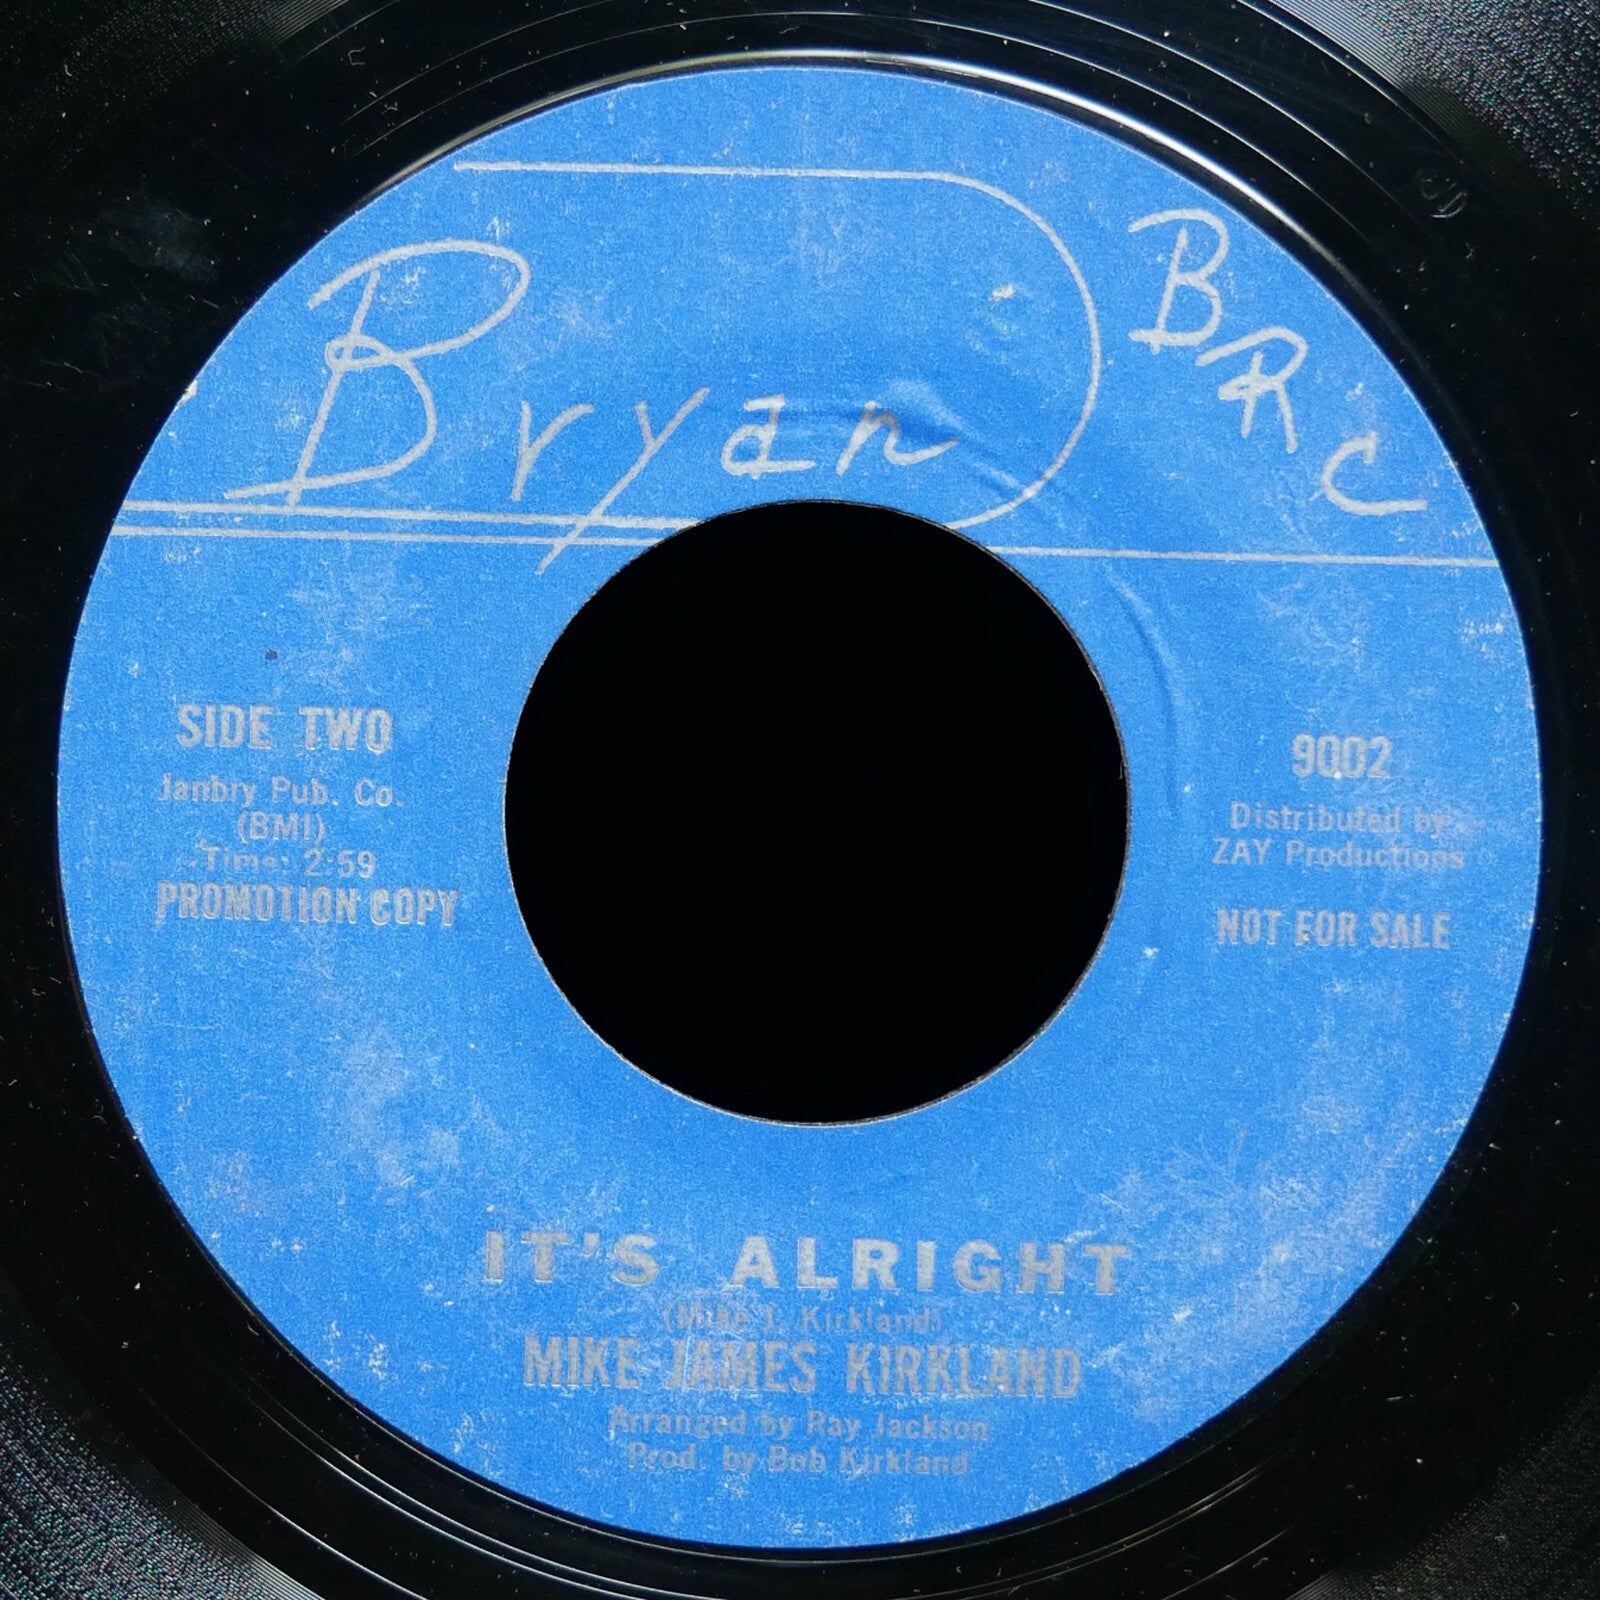 Bryan
BRC
SIDE TWO
Janbry Pub. Co.
(BMI)
Time: 2:59
PROMOTION COPY
9002
Distributed by
ZAY Productions
NOT FOR SALE
IT'S ALRIGHT
(Mike J. Kirkland)
MIKE JAMES KIRKLAND
Arranged by Ray Jackson
Prod. by Bob Kirkland